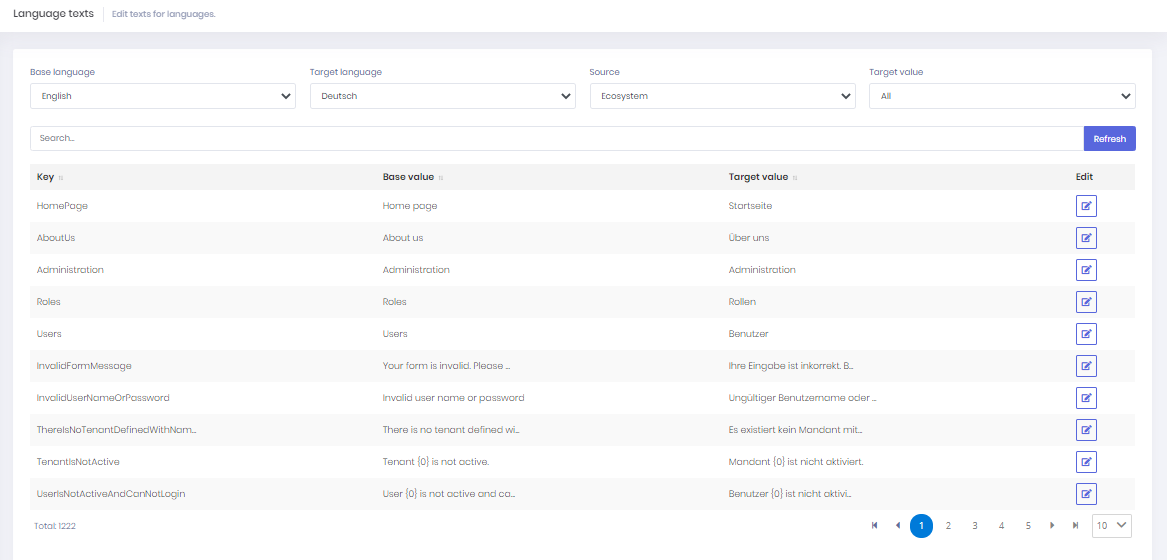 Language texts Edit texts for languages.
Base language Target language Source Target value
English Deutsch Ecosystem All
Search... Refresh
Key Base value Target value Edit
HomePage Home page Startseite
AboutUs About us Über uns
Administration Administration Administration
Roles Roles Rollen
Users Users Benutzer
InvalidFormMessage Your form is invalid. Please ... Ihre Eingabe ist inkorrekt. B...
InvalidUserNameOrPassword Invalid user name or password Ungültiger Benutzername oder ...
ThereIsNoTenantDefinedWithNam... There is no tenant defined wi... Es existiert kein Mandant mit...
TenantIsNotActive Tenant {0} is not active. Mandant {0} ist nicht aktiviert.
UserIsNotActiveAndCanNotLogin User {0} is not active and ca... Benutzer {0} ist nicht aktivi...
Total: 1222 1 2 3 4 5 10